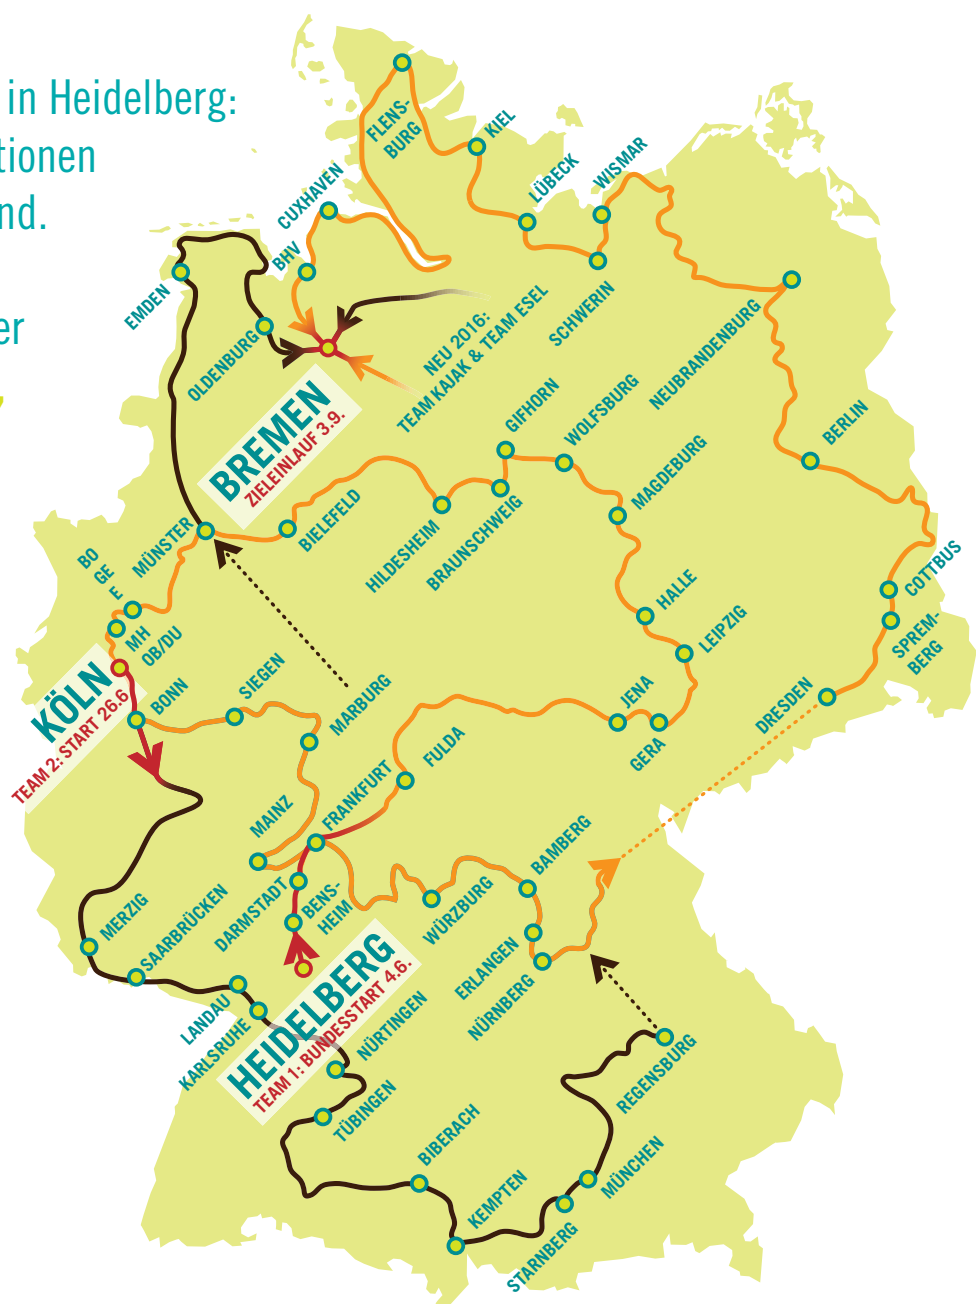 in Heidelberg:
tionen
nd.
er
FLENS-
BURG
KIEL
LÜBECK
WISMAR
CUXHAVEN
BHV
EMDEN
OLDENBURG
SCHWERIN
NEUBRANDENBURG
NEU 2016:
TEAM KAJAK & TEAM ESEL
BREMEN
ZIELEINLAUF 3.9.
GIFHORN
WOLFSBURG
BERLIN
MAGDEBURG
BIELEFELD
HILDESHEIM
BRAUNSCHWEIG
MÜNSTER
BO
GE
E
MH
OB/DU
HALLE
LEIPZIG
COTTBUS
SPREM-
BERG
KÖLN
TEAM 2: START 26.6
BONN
SIEGEN
MARBURG
JENA
GERA
DRESDEN
FULDA
FRANKFURT
MAINZ
BAMBERG
DARMSTADT
BENS-
HEIM
WÜRZBURG
MERZIG
SAARBRÜCKEN
ERLANGEN
NÜRNBERG
HEIDELBERG
TEAM 1: BUNDESSTART 4.6.
LANDAU
KARLSRUHE
NÜRTINGEN
REGENSBURG
TÜBINGEN
BIBERACH
MÜNCHEN
KEMPTEN
STARNBERG